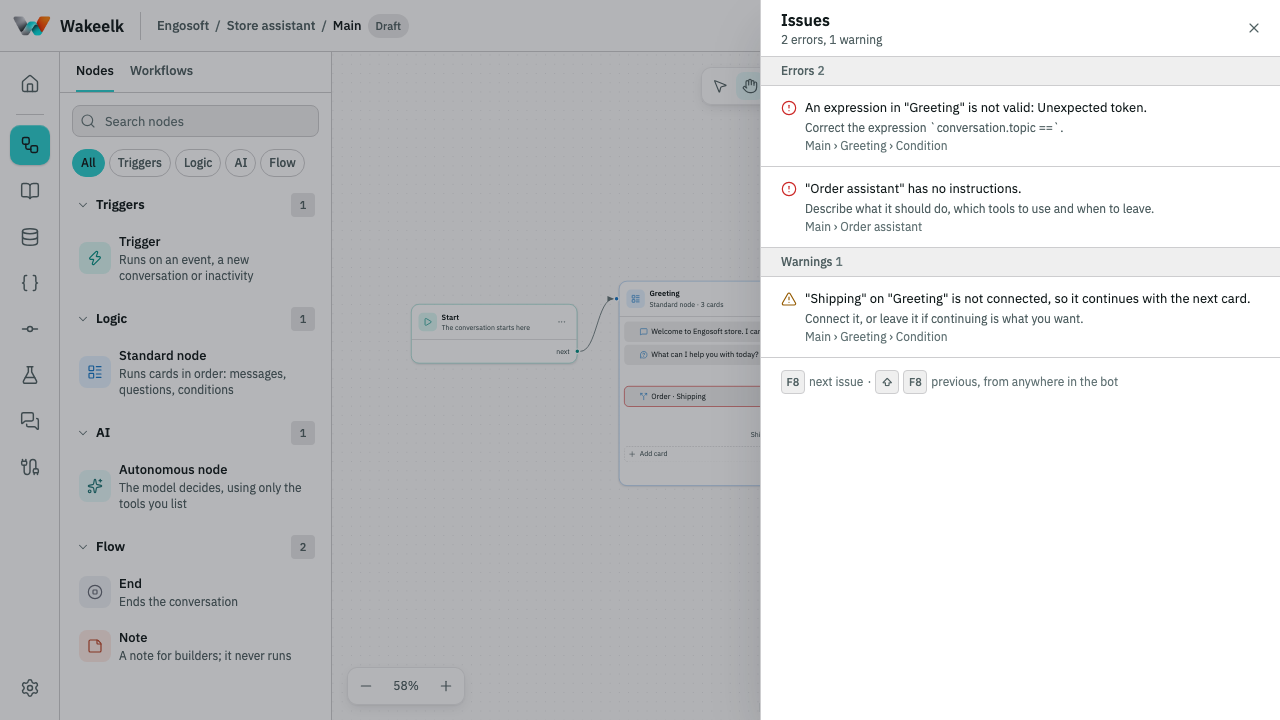 Wakeelk
Engosoft / Store assistant / Main Draft
Nodes Workflows
Search nodes
All Triggers Logic AI Flow
Triggers 1
Trigger
Runs on an event, a new
conversation or inactivity
Logic 1
Standard node
Runs cards in order: messages,
questions, conditions
AI 1
Autonomous node
The model decides, using only the
tools you list
Flow 2
End
Ends the conversation
Note
A note for builders; it never runs
Start
The conversation starts here
next
Greeting
Standard node · 3 cards
Welcome to Engosoft store. I can
What can I help you with today?
Order · Shipping
Shi
Add card
58%
Issues
2 errors, 1 warning
Errors 2
An expression in "Greeting" is not valid: Unexpected token.
Correct the expression `conversation.topic ==`.
Main › Greeting › Condition
"Order assistant" has no instructions.
Describe what it should do, which tools to use and when to leave.
Main › Order assistant
Warnings 1
"Shipping" on "Greeting" is not connected, so it continues with the next card.
Connect it, or leave it if continuing is what you want.
Main › Greeting › Condition
F8 next issue · F8 previous, from anywhere in the bot